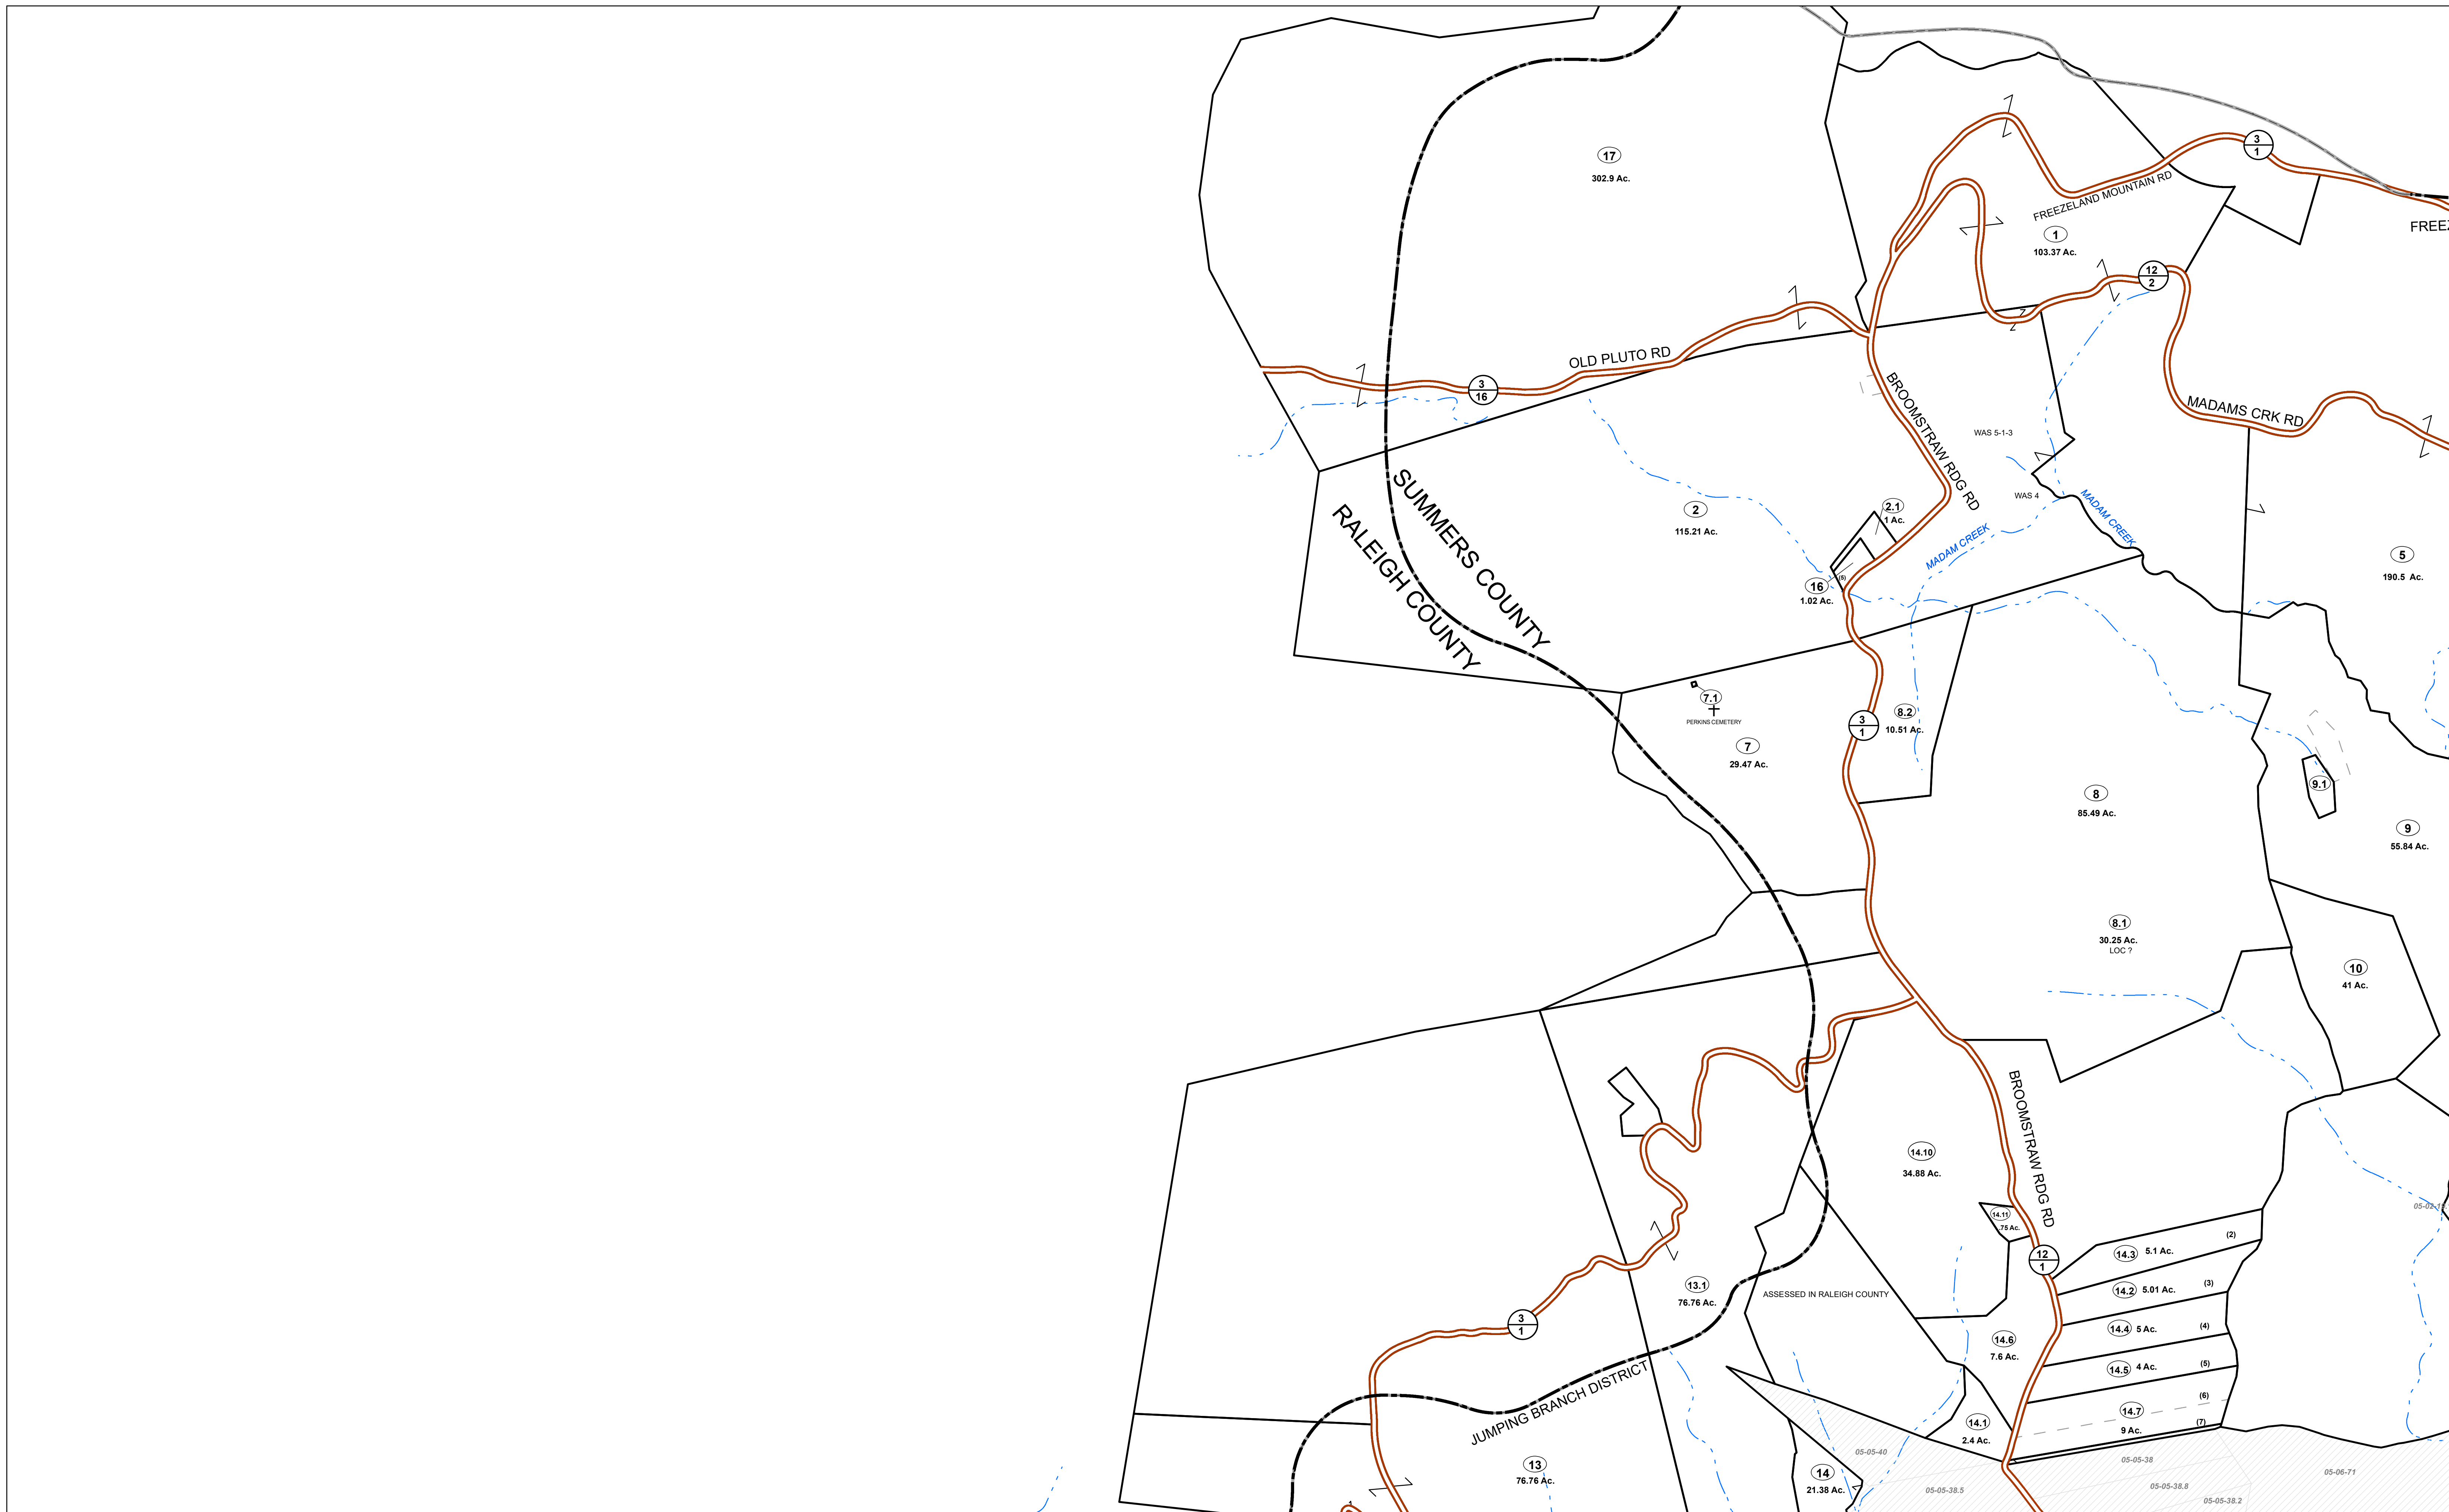 17
302.9 Ac.
3
1
FREEZELAND MOUNTAIN RD
FREEZ
1
103.37 Ac.
12
2
OLD PLUTO RD
3
16
BROOMSTRAW RDG RD
MADAMS CRK RD
WAS 5-1-3
WAS 4
SUMMERS COUNTY
RALEIGH COUNTY
2
115.21 Ac.
2.1
1 Ac.
MADAM CREEK
MADAM CREEK
5
190.5 Ac.
16
(5)
1.02 Ac.
7.1
PERKINS CEMETERY
8.2
10.51 Ac.
3
1
7
29.47 Ac.
8
85.49 Ac.
9.1
9
55.84 Ac.
8.1
30.25 Ac.
LOC ?
10
41 Ac.
BROOMSTRAW RDG RD
14.10
34.88 Ac.
14.11
.75 Ac.
05-02-1
12
1
14.3 5.1 Ac. (2)
14.2 5.01 Ac. (3)
13.1
76.76 Ac.
ASSESSED IN RALEIGH COUNTY
3
1
14.4 5 Ac. (4)
14.6
7.6 Ac.
14.5 4 Ac. (5)
(6)
JUMPING BRANCH DISTRICT
14.7
9 Ac.
(7)
14.1
2.4 Ac.
05-05-40
05-05-38
13
76.76 Ac.
14
21.38 Ac.
05-06-71
05-05-38.5
05-05-38.8
05-05-38.2